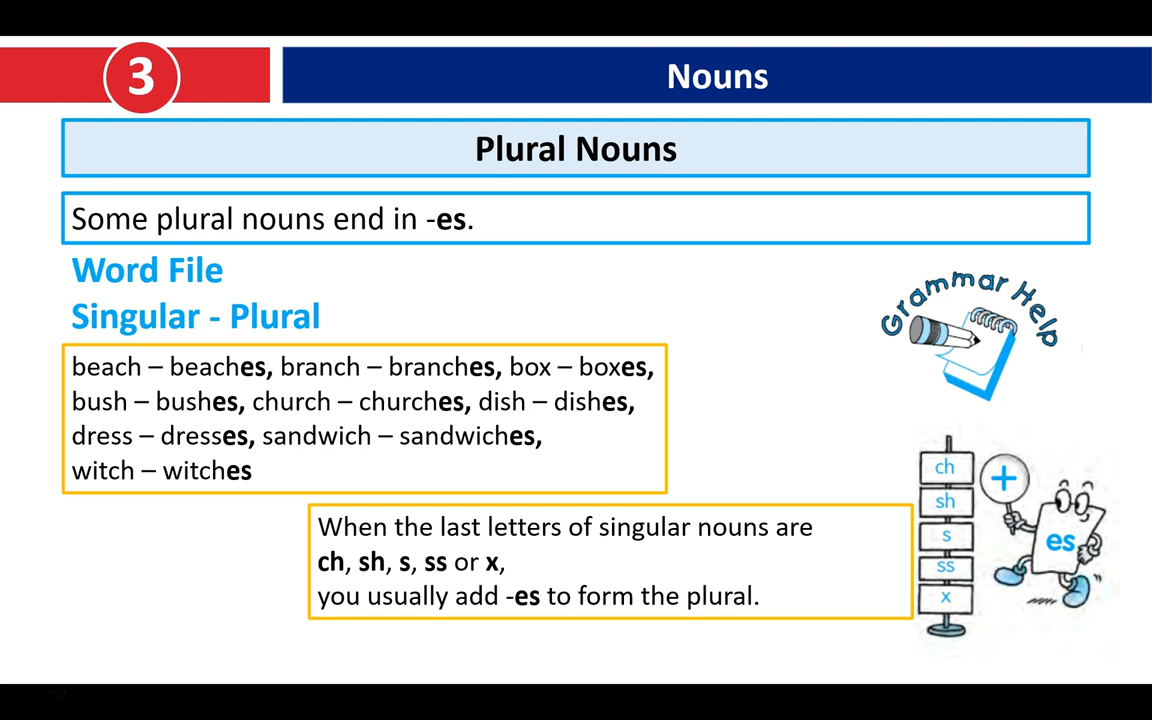 3
Nouns
Plural Nouns
Some plural nouns end in -es.
Word File
Singular - Plural
Grammar Help
beach – beaches, branch – branches, box – boxes,
bush – bushes, church – churches, dish – dishes,
dress – dresses, sandwich – sandwiches,
witch – witches
When the last letters of singular nouns are
ch, sh, s, ss or x,
you usually add -es to form the plural.
ch
sh
s
ss
x
+
es